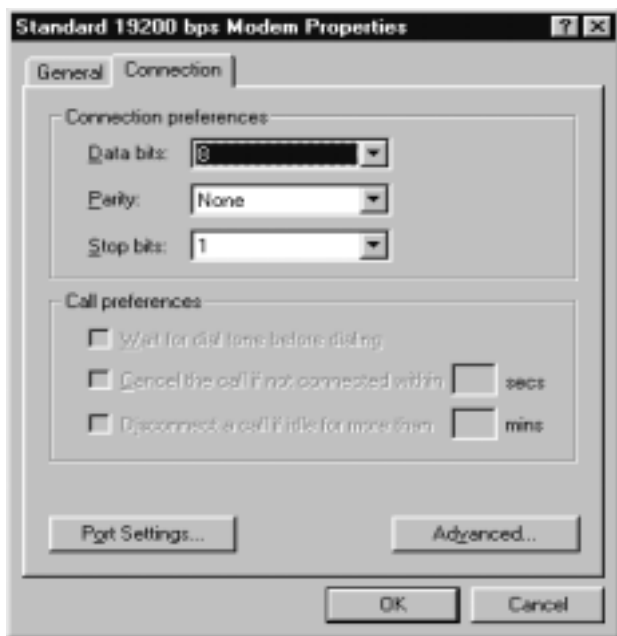 Standard 19200 bps Modem Properties
General Connection
Connection preferences
Data bits: 8
Parity: None
Stop bits: 1
Call preferences
Wait for dial tone before dialing
Cancel the call if not connected within secs
Disconnect a call if idle for more than mins
Port Settings... Advanced...
OK Cancel